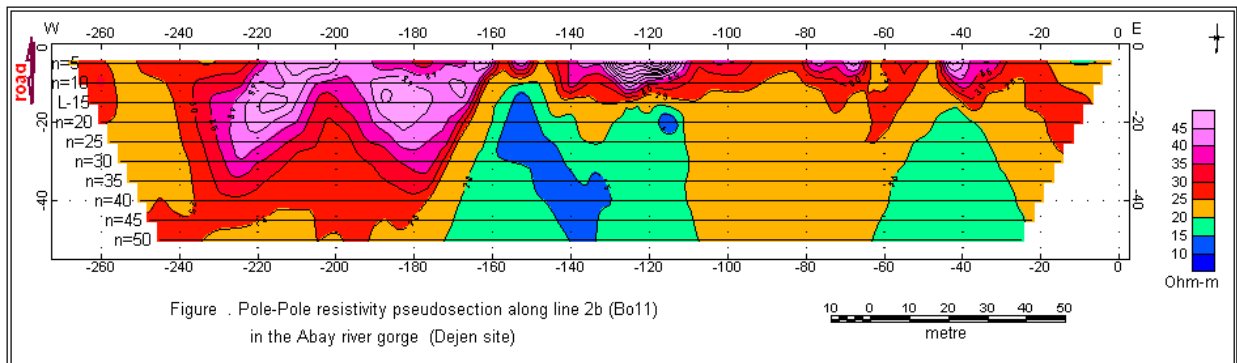 W E
-260 -240 -220 -200 -180 -160 -140 -120 -100 -80 -60 -40 -20 0
0 0
road
n=5
n=10
L-15
-20 n=20 -20
n=25
n=30
n=35
-40 n=40 -40
n=45
n=50
-260 -240 -220 -200 -180 -160 -140 -120 -100 -80 -60 -40 -20 0
45
40
35
30
25
20
15
10
Ohm-m
Figure . Pole-Pole resistivity pseudosection along line 2b (Bo11)
in the Abay river gorge (Dejen site)
10 0 10 20 30 40 50
metre